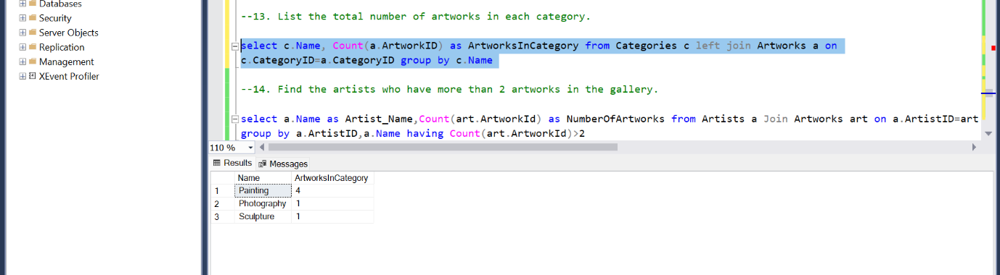 Databases
Security
Server Objects
Replication
Management
XEvent Profiler
--13. List the total number of artworks in each category.
select c.Name, Count(a.ArtworkID) as ArtworksInCategory from Categories c left join Artworks a on
c.CategoryID=a.CategoryID group by c.Name
--14. Find the artists who have more than 2 artworks in the gallery.
select a.Name as Artist_Name,Count(art.ArtworkId) as NumberOfArtworks from Artists a Join Artworks art on a.ArtistID=art
group by a.ArtistID,a.Name having Count(art.ArtworkId)>2
110 %
Results Messages
Name ArtworksInCategory
1 Painting 4
2 Photography 1
3 Sculpture 1